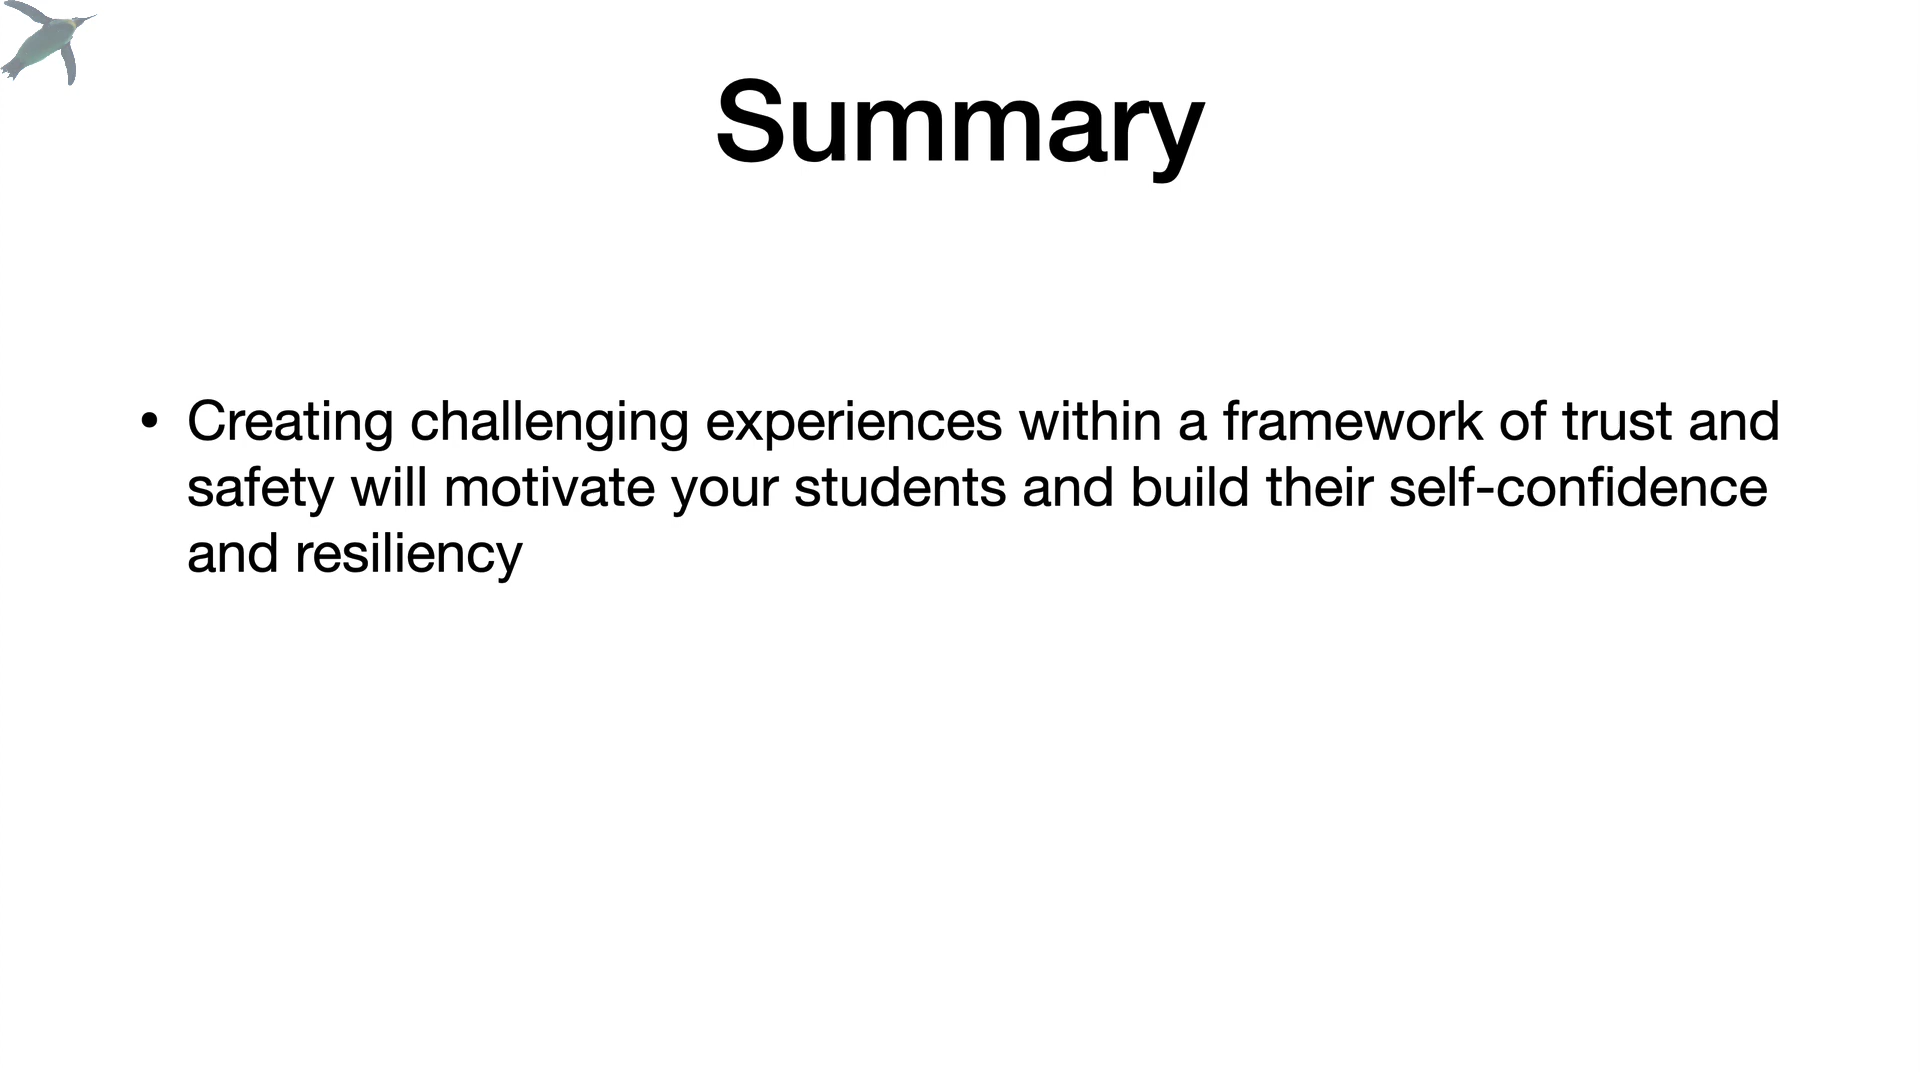 Summary
• Creating challenging experiences within a framework of trust and
safety will motivate your students and build their self-confidence
and resiliency